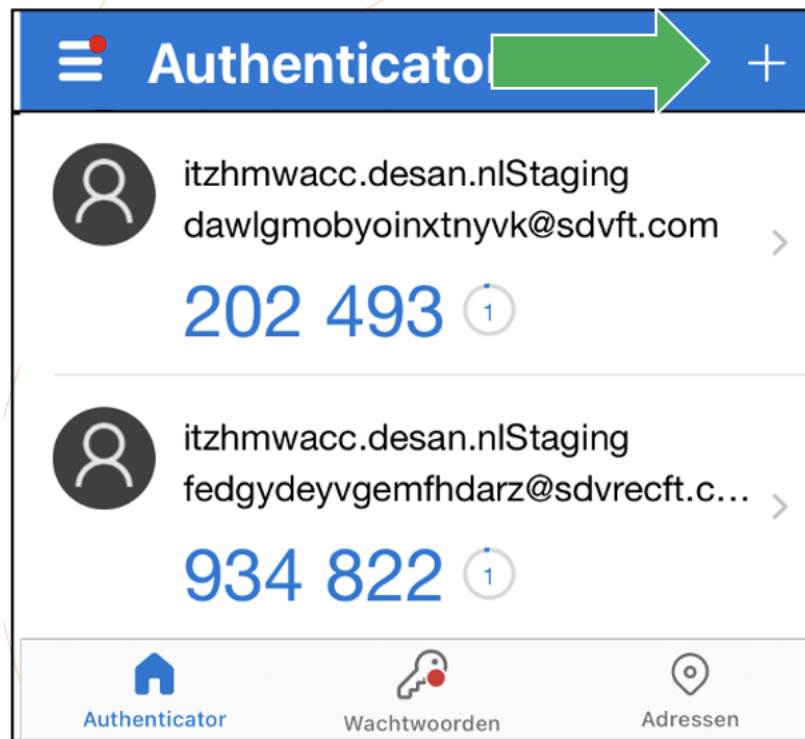 Authenticato
itzhmwacc.desan.nlStaging
dawlgmobyoinxtnyvk@sdvft.com
202 493
1
itzhmwacc.desan.nlStaging
fedgydeyvgemfhdarz@sdvrecft.c...
934 822
1
Authenticator Wachtwoorden Adressen